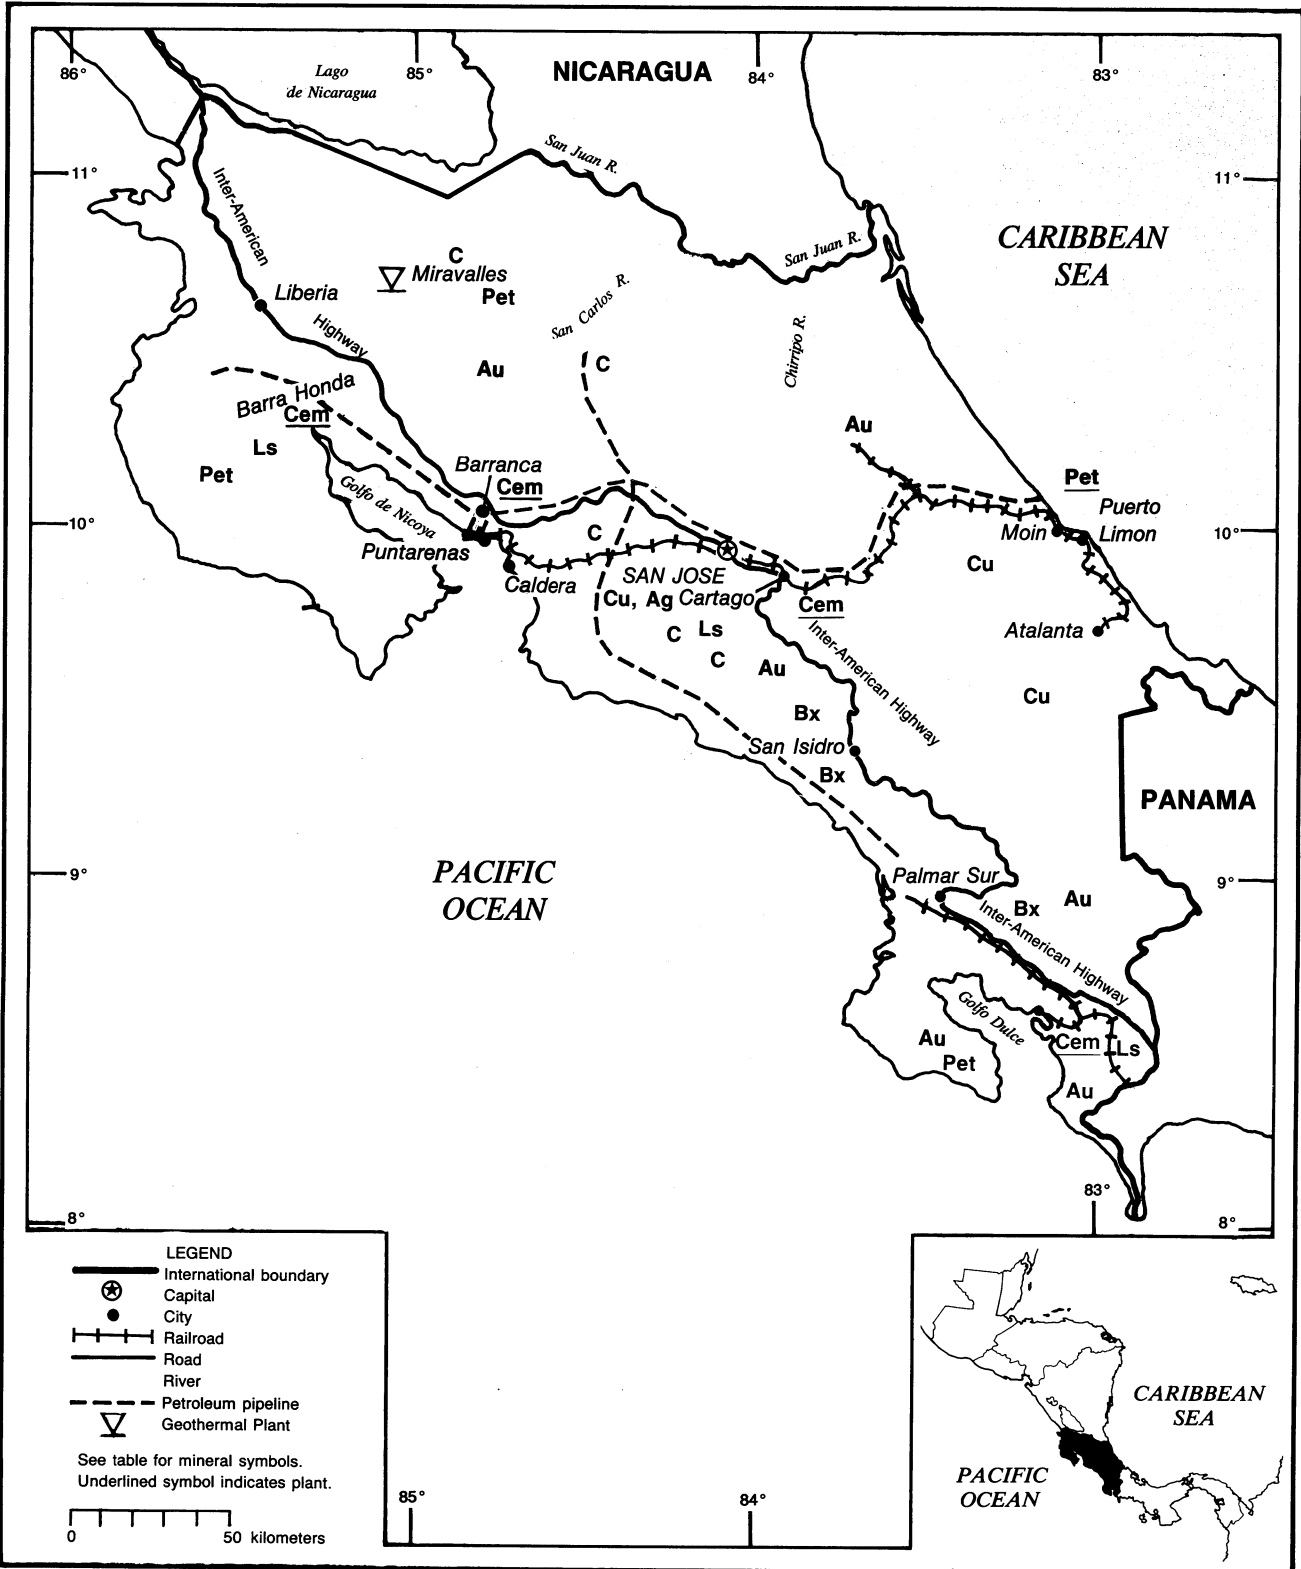 86°
85°
84°
83°
Lago
de Nicaragua
NICARAGUA
San Juan R.
11°
11°
Inter-American
CARIBBEAN
SEA
San Juan R.
C
Miravalles
Pet
Liberia
San Carlos R.
Highway
Chirripo R.
Au
C
Barra Honda
Cem
Ls
Pet
Au
Barranca
Cem
Golfo de Nicoya
Pet
Puerto
Limon
10°
10°
Moin
C
Puntarenas
Caldera
SAN JOSE
Cu, Ag
Cartago
Cem
Cu
Ls
C
C
Au
Inter-American Highway
Atalanta
Cu
Bx
San Isidro
Bx
PANAMA
PACIFIC
OCEAN
9°
9°
Palmar Sur
Bx
Au
Inter-American Highway
Golfo Dulce
Au
Pet
Cem
Ls
Au
83°
8°
8°
LEGEND
International boundary
Capital
City
Railroad
Road
River
Petroleum pipeline
Geothermal Plant
See table for mineral symbols.
Underlined symbol indicates plant.
0
50 kilometers
85°
84°
CARIBBEAN
SEA
PACIFIC
OCEAN